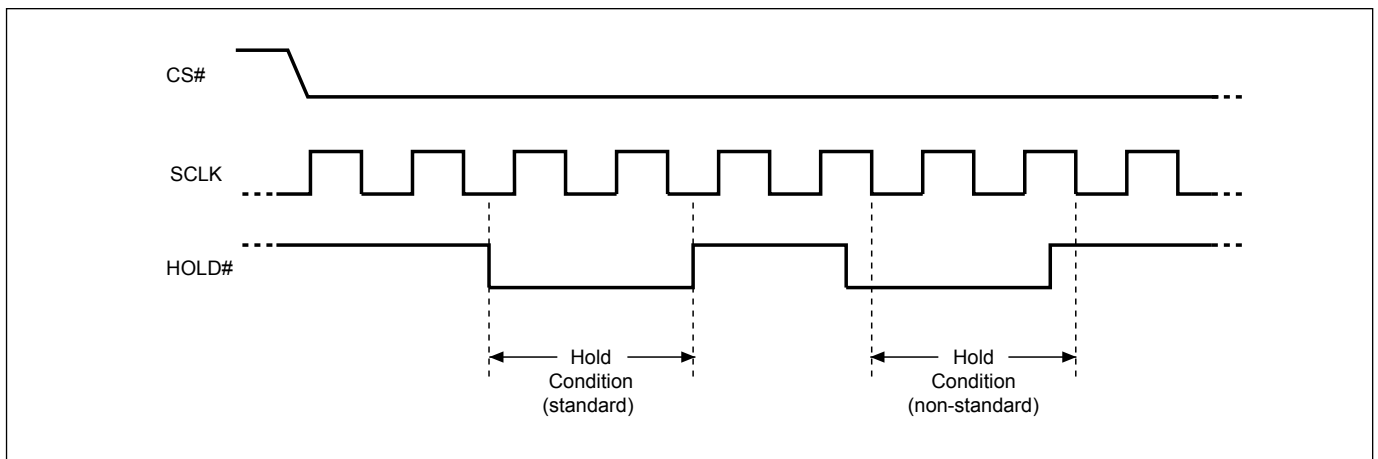 CS#
SCLK
HOLD#
Hold
Condition
(standard)
Hold
Condition
(non-standard)